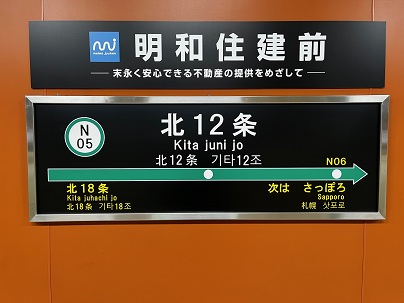 明和住建前
末永く安心できる不動産の提供をめざして
N
05
北12条
Kita juni jo
北12条 기타12조
N06
北18条
Kita juhachi jo
北18条 기타18조
次は さっぽろ
Sapporo
札幌 삿포로